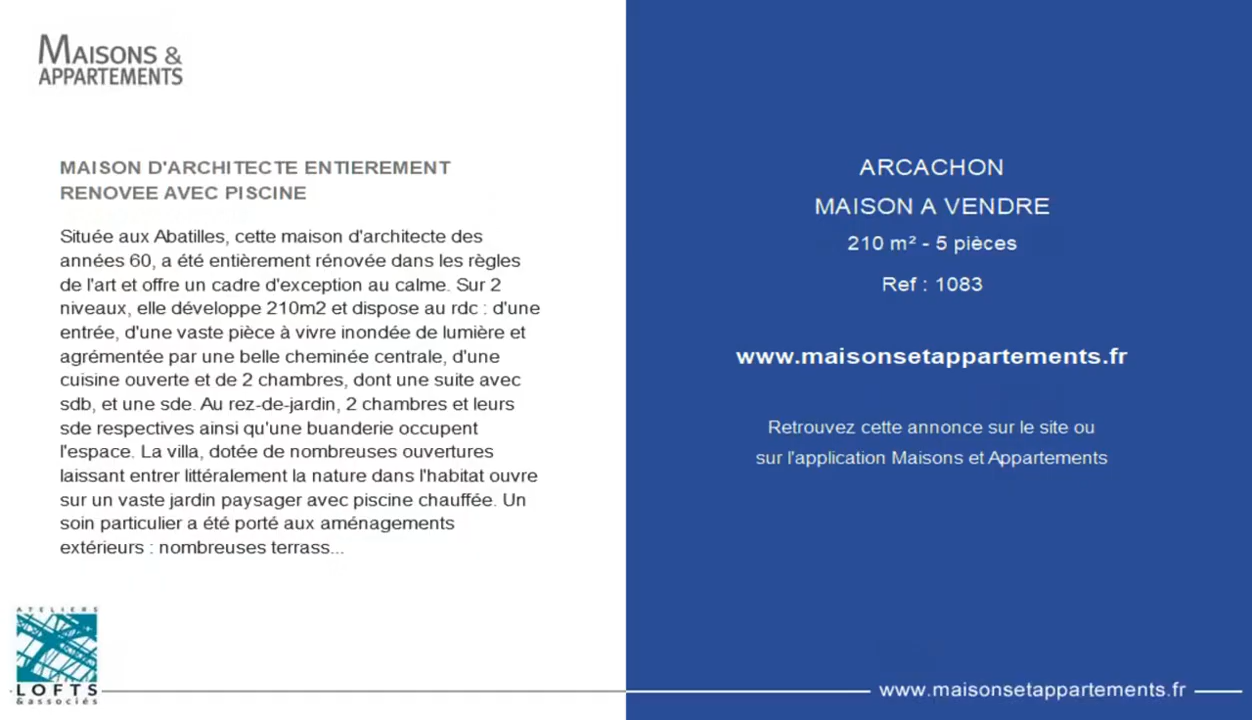 MAISONS &
APPARTEMENTS
MAISON D'ARCHITECTE ENTIEREMENT
RENOVEE AVEC PISCINE
Située aux Abatilles, cette maison d'architecte des
années 60, a été entièrement rénovée dans les règles
de l'art et offre un cadre d'exception au calme. Sur 2
niveaux, elle développe 210m2 et dispose au rdc : d'une
entrée, d'une vaste pièce à vivre inondée de lumière et
agrémentée par une belle cheminée centrale, d'une
cuisine ouverte et de 2 chambres, dont une suite avec
sdb, et une sde. Au rez-de-jardin, 2 chambres et leurs
sde respectives ainsi qu'une buanderie occupent
l'espace. La villa, dotée de nombreuses ouvertures
laissant entrer littéralement la nature dans l'habitat ouvre
sur un vaste jardin paysager avec piscine chauffée. Un
soin particulier a été porté aux aménagements
extérieurs : nombreuses terrass...
ATELIERS
LOFTS
&associés
ARCACHON
MAISON A VENDRE
210 m² - 5 pièces
Ref : 1083
www.maisonsetappartements.fr
Retrouvez cette annonce sur le site ou
sur l'application Maisons et Appartements
www.maisonsetappartements.fr